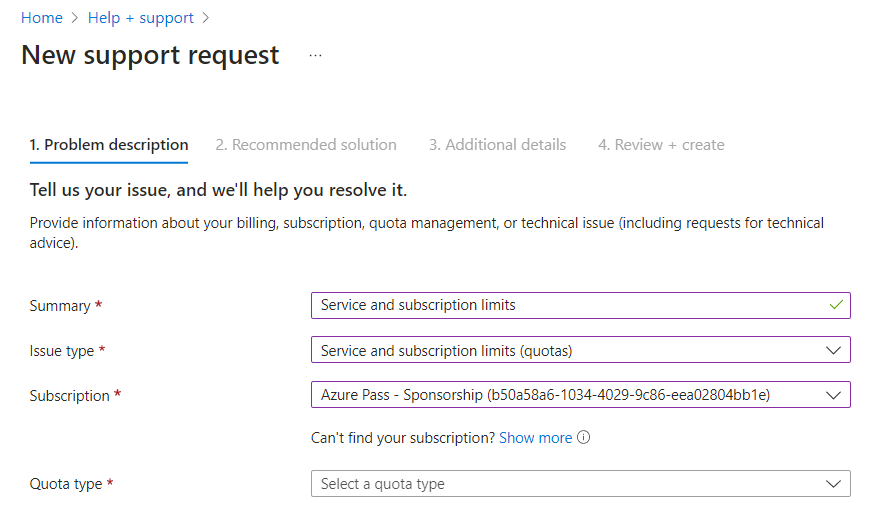 Home > Help + support >
New support request ...
1. Problem description 2. Recommended solution 3. Additional details 4. Review + create
Tell us your issue, and we'll help you resolve it.
Provide information about your billing, subscription, quota management, or technical issue (including requests for technical
advice).
Summary * Service and subscription limits
Issue type * Service and subscription limits (quotas)
Subscription * Azure Pass - Sponsorship (b50a58a6-1034-4029-9c86-eea02804bb1e)
Can't find your subscription? Show more
Quota type * Select a quota type